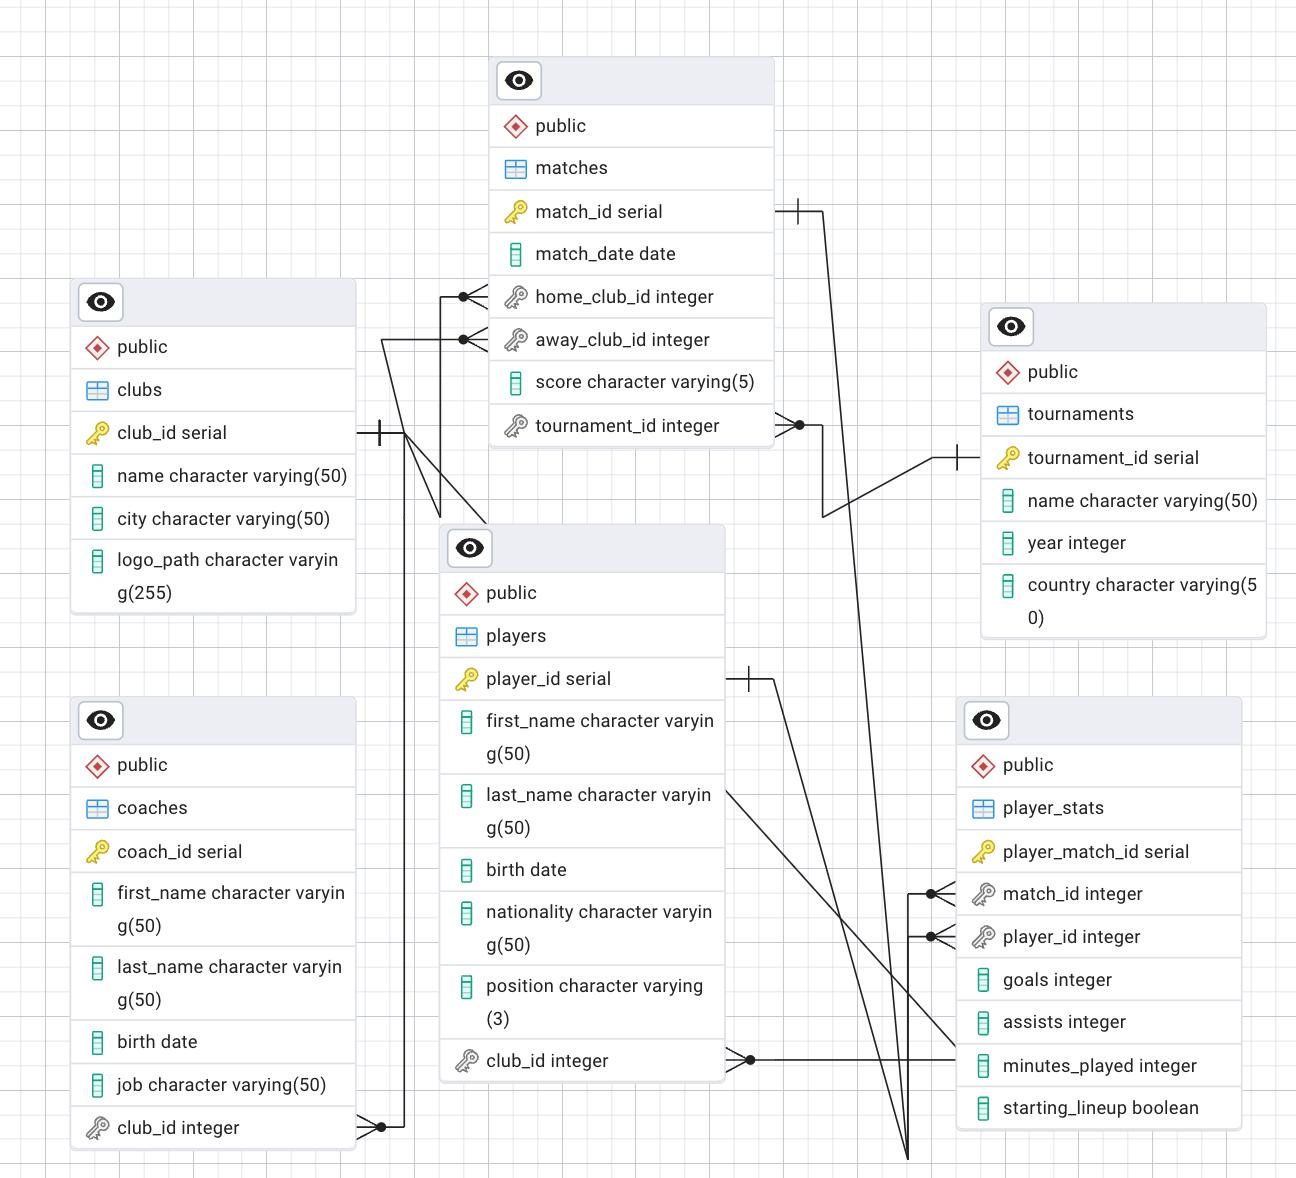 public
matches
match_id serial
match_date date
home_club_id integer
away_club_id integer
score character varying(5)
tournament_id integer
public
clubs
club_id serial
name character varying(50)
city character varying(50)
logo_path character varyin
g(255)
public
tournaments
tournament_id serial
name character varying(50)
year integer
country character varying(5
0)
public
players
player_id serial
first_name character varyin
g(50)
last_name character varyin
g(50)
birth date
nationality character varyin
g(50)
position character varying
(3)
club_id integer
public
coaches
coach_id serial
first_name character varyin
g(50)
last_name character varyin
g(50)
birth date
job character varying(50)
club_id integer
public
player_stats
player_match_id serial
match_id integer
player_id integer
goals integer
assists integer
minutes_played integer
starting_lineup boolean